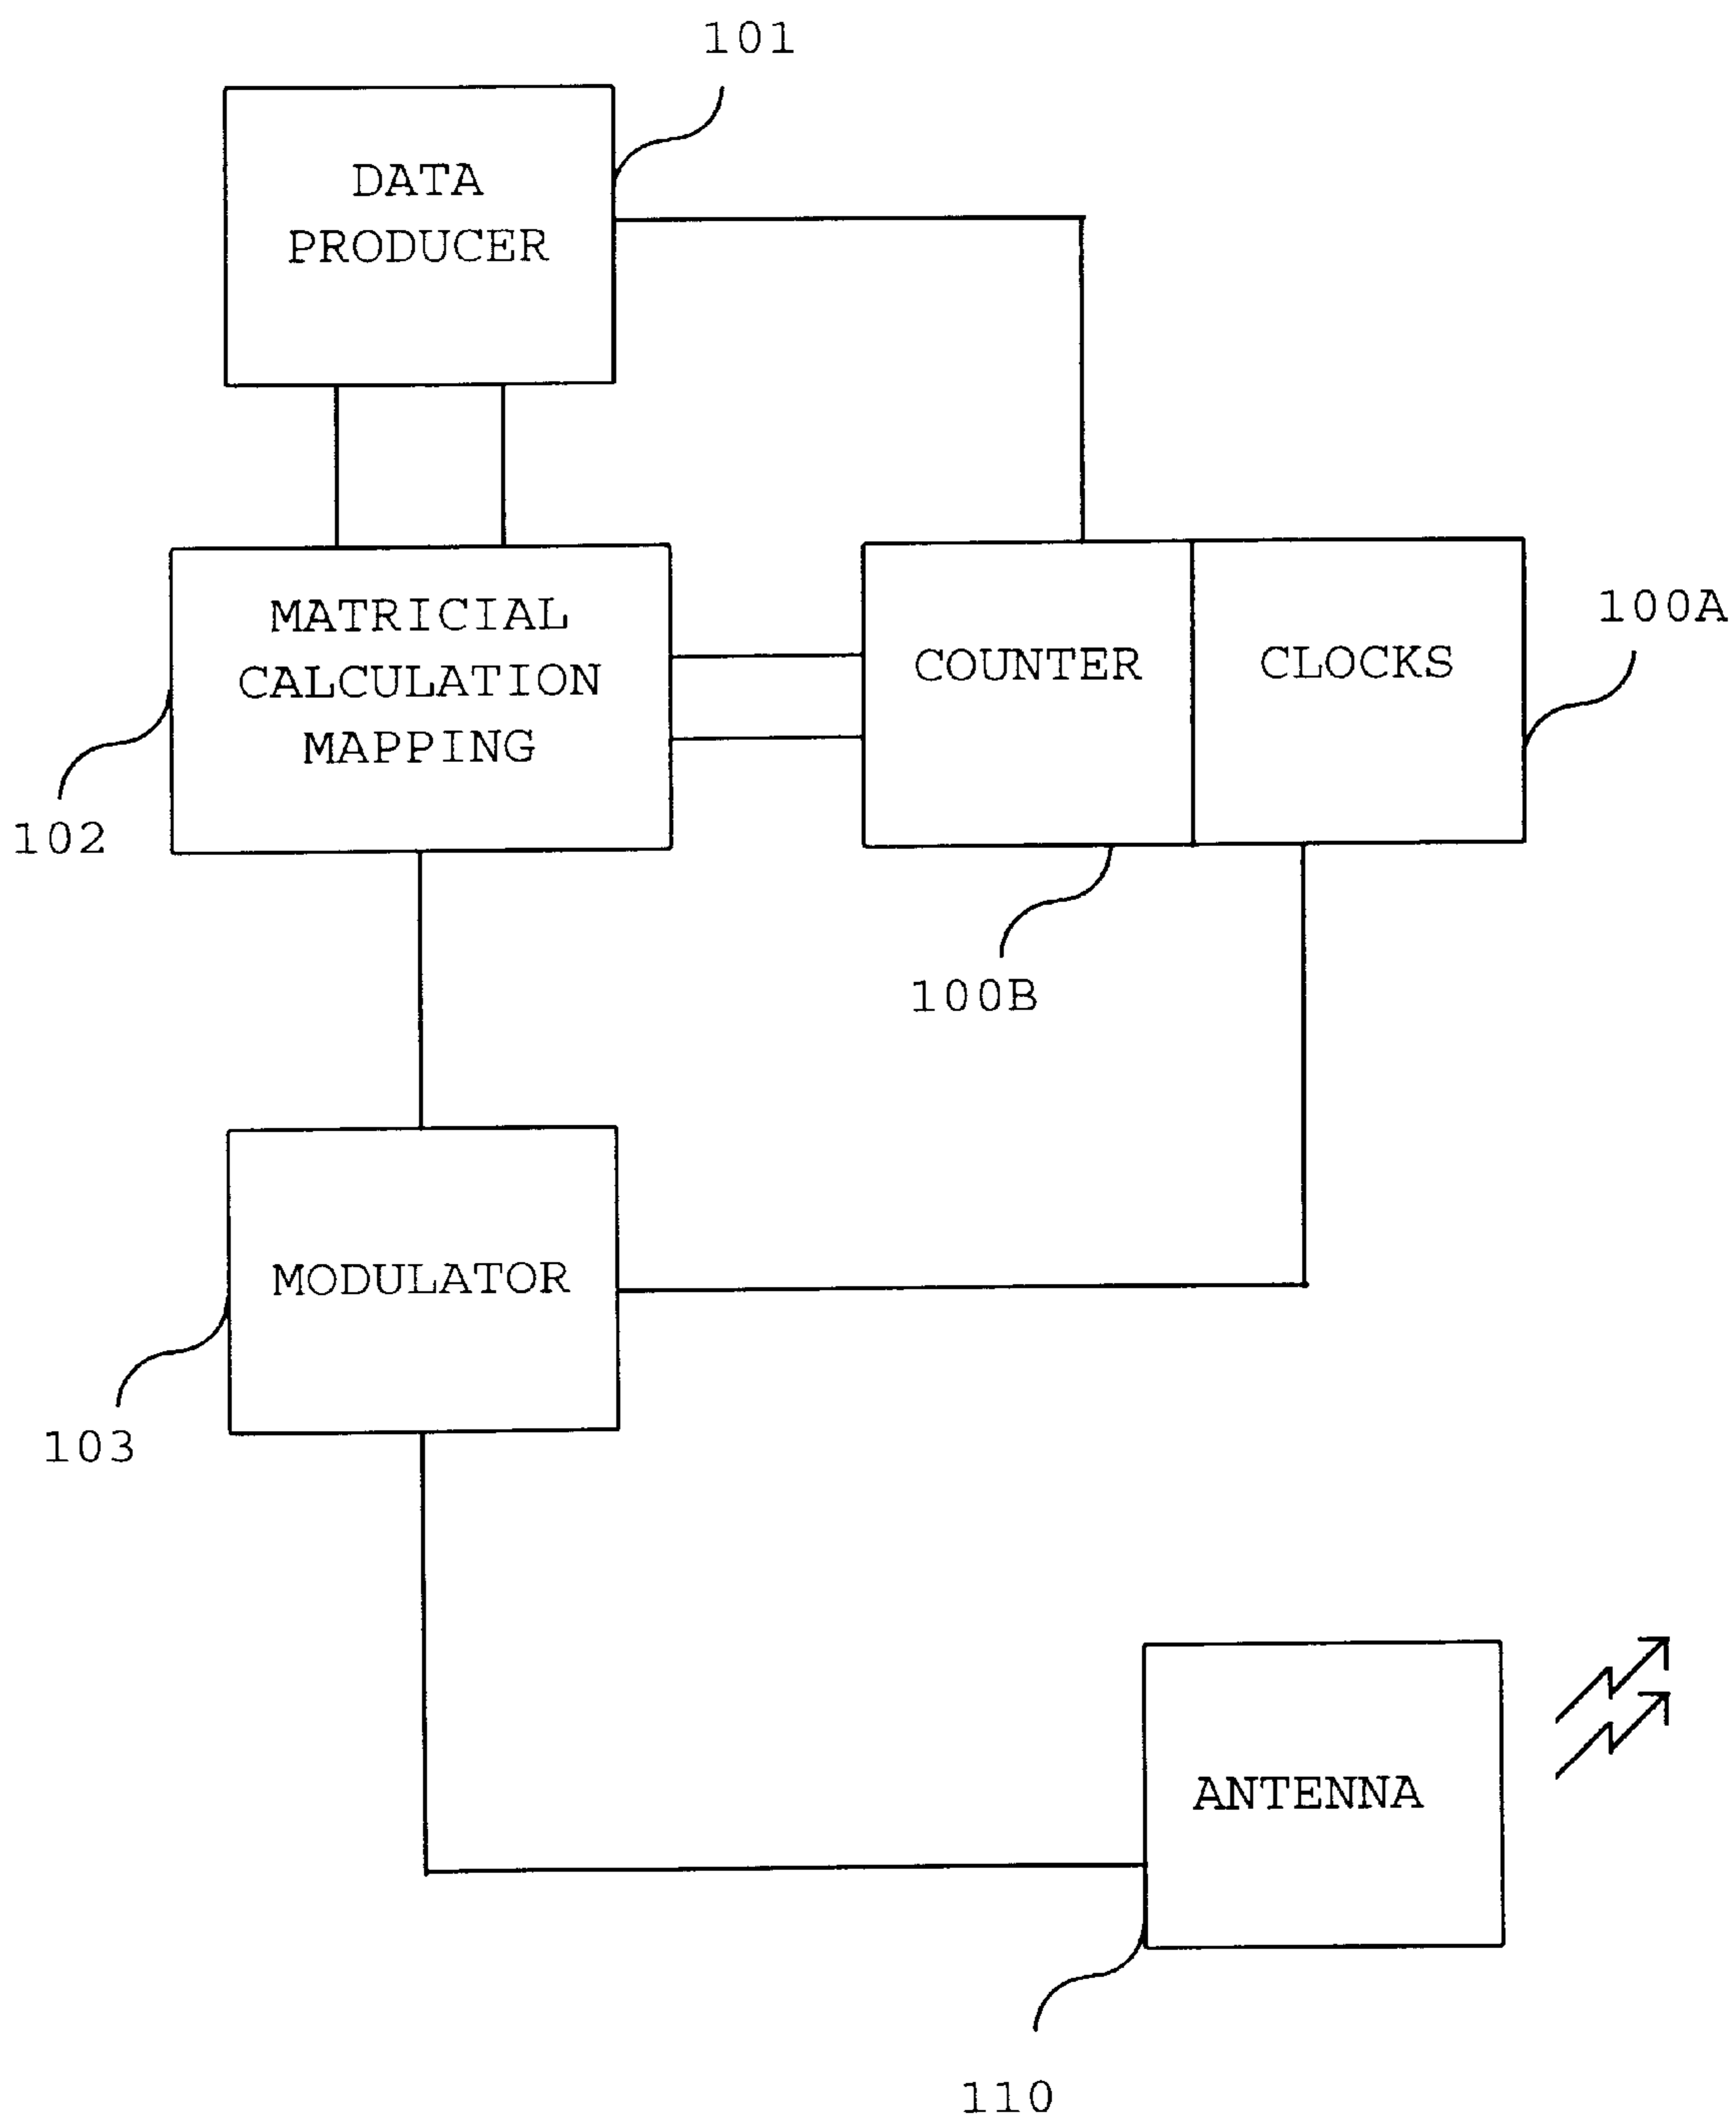 101
DATA
PRODUCER
MATRICIAL
CALCULATION
MAPPING
COUNTER
CLOCKS
100A
102
100B
MODULATOR
103
ANTENNA
110